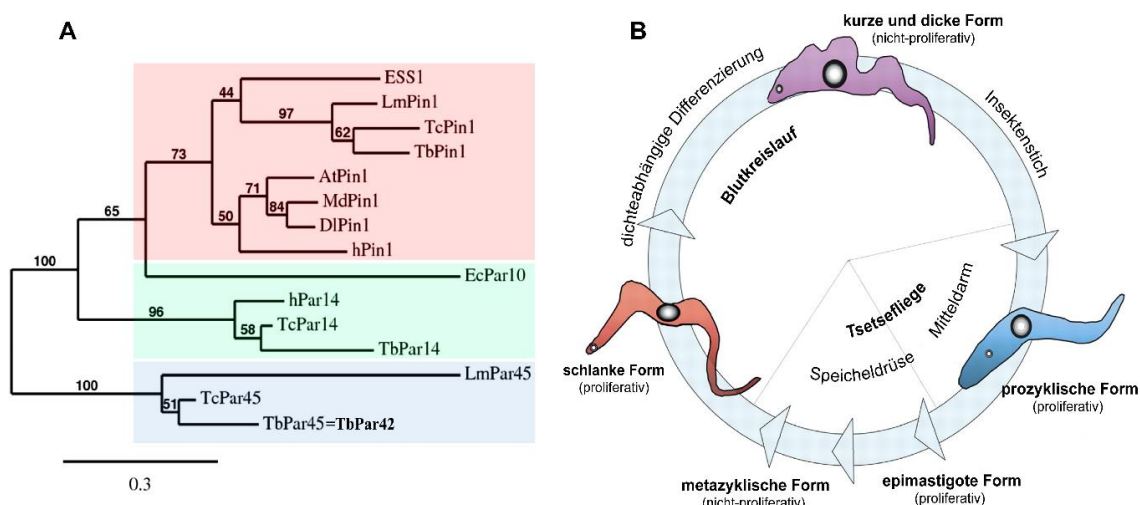 A
44
ESS1
LmPin1
97
62
TcPin1
TbPin1
73
71
AtPin1
84
MdPin1
DlPin1
50
hPin1
65
EcPar10
100
hPar14
96
58
TcPar14
TbPar14
100
LmPar45
51
TcPar45
TbPar45=TbPar42
0.3
B
kurze und dicke Form
(nicht-proliferativ)
dichteabhängige Differenzierung
Blutkreislauf
Insektenstich
Tsetsefliege
Mitteldarm
Speicheldrüse
schlanke Form
(proliferativ)
prozyklische Form
(proliferativ)
metazyklische Form
(nicht-proliferativ)
epimastigote Form
(proliferativ)